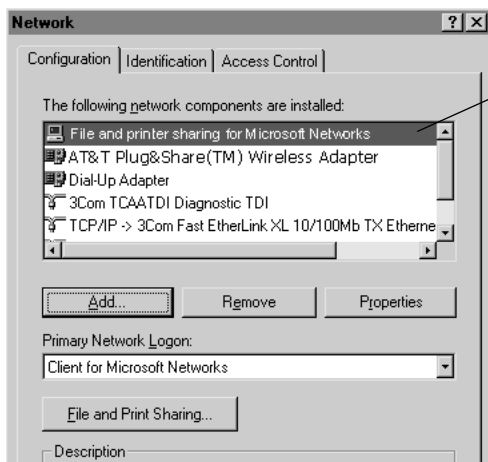 Network
Configuration Identification Access Control
The following network components are installed:
File and printer sharing for Microsoft Networks
AT&T Plug&Share(TM) Wireless Adapter
Dial-Up Adapter
3Com TCAATDI Diagnostic TDI
TCP/IP -> 3Com Fast EtherLink XL 10/100Mb TX Etherne
Add... Remove Properties
Primary Network Logon:
Client for Microsoft Networks
File and Print Sharing...
Description